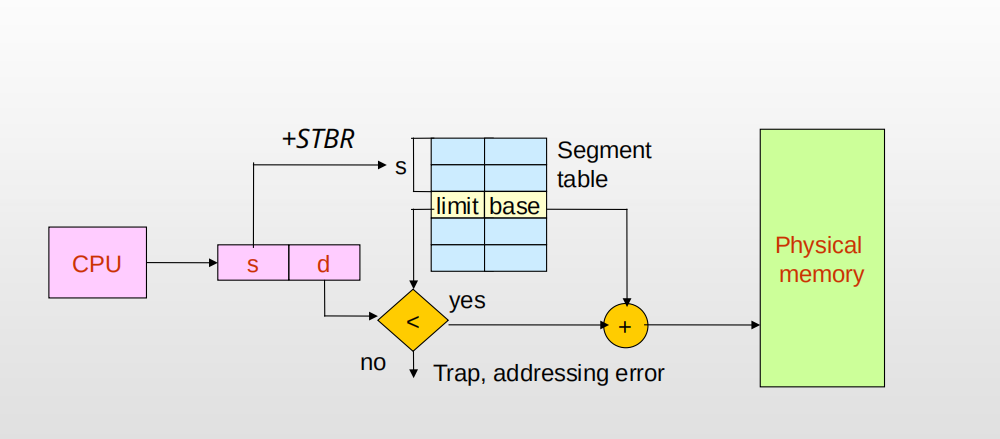 +STBR
s
Segment
table
limit base
CPU
s d
Physical
memory
<
yes
+
no
Trap, addressing error